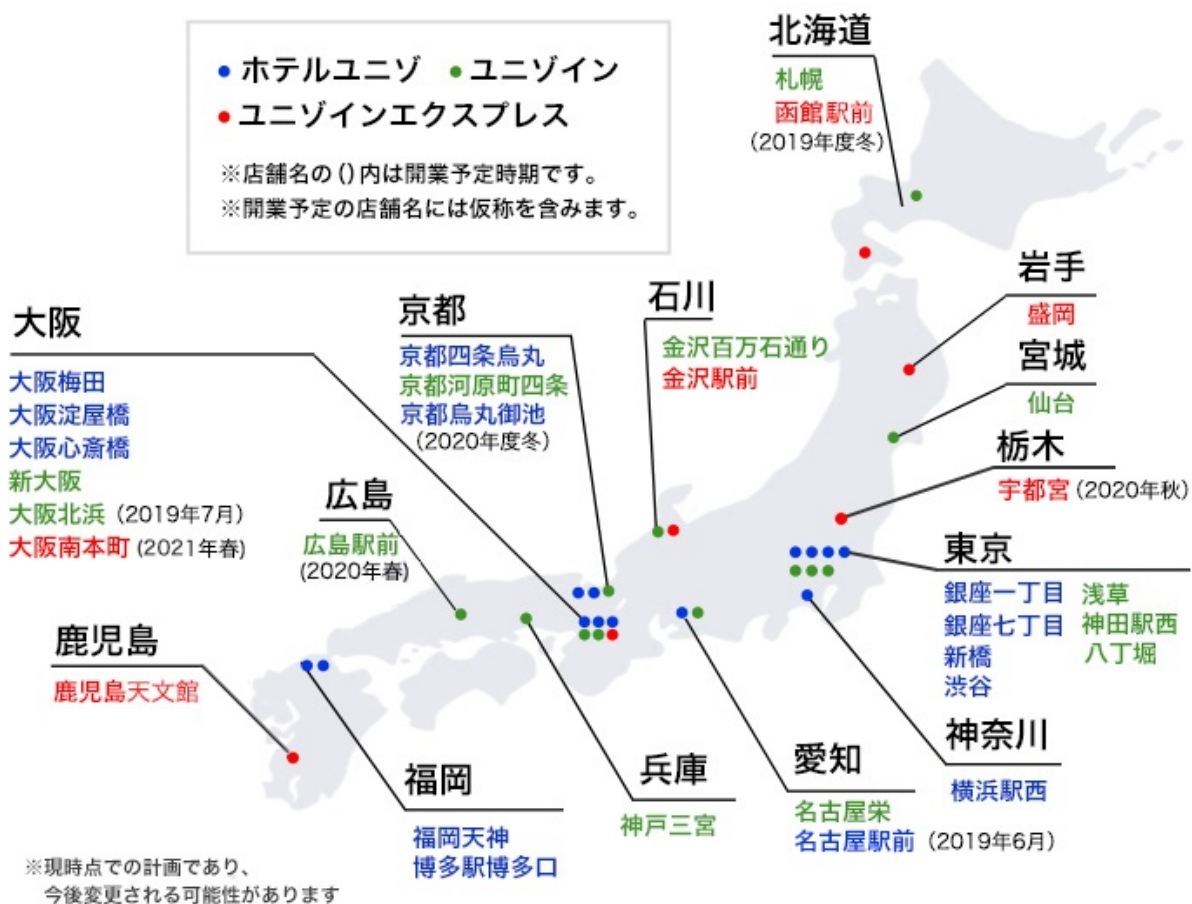 ● ホテルユニゾ ● ユニゾイン
● ユニゾインエクスプレス
※店舗名の()内は開業予定時期です。
※開業予定の店舗名には仮称を含みます。
北海道
札幌
函館駅前
(2019年度冬)
岩手
盛岡
宮城
仙台
栃木
宇都宮 (2020年秋)
東京
銀座一丁目 浅草
銀座七丁目 神田駅西
新橋 八丁堀
渋谷
神奈川
横浜駅西
石川
金沢百万石通り
金沢駅前
京都
京都四条烏丸
京都河原町四条
京都烏丸御池
(2020年度冬)
大阪
大阪梅田
大阪淀屋橋
大阪心斎橋
新大阪
大阪北浜 (2019年7月)
大阪南本町 (2021年春)
広島
広島駅前
(2020年春)
鹿児島
鹿児島天文館
福岡
福岡天神
博多駅博多口
兵庫
神戸三宮
愛知
名古屋栄
名古屋駅前 (2019年6月)
※現時点での計画であり、
今後変更される可能性があります